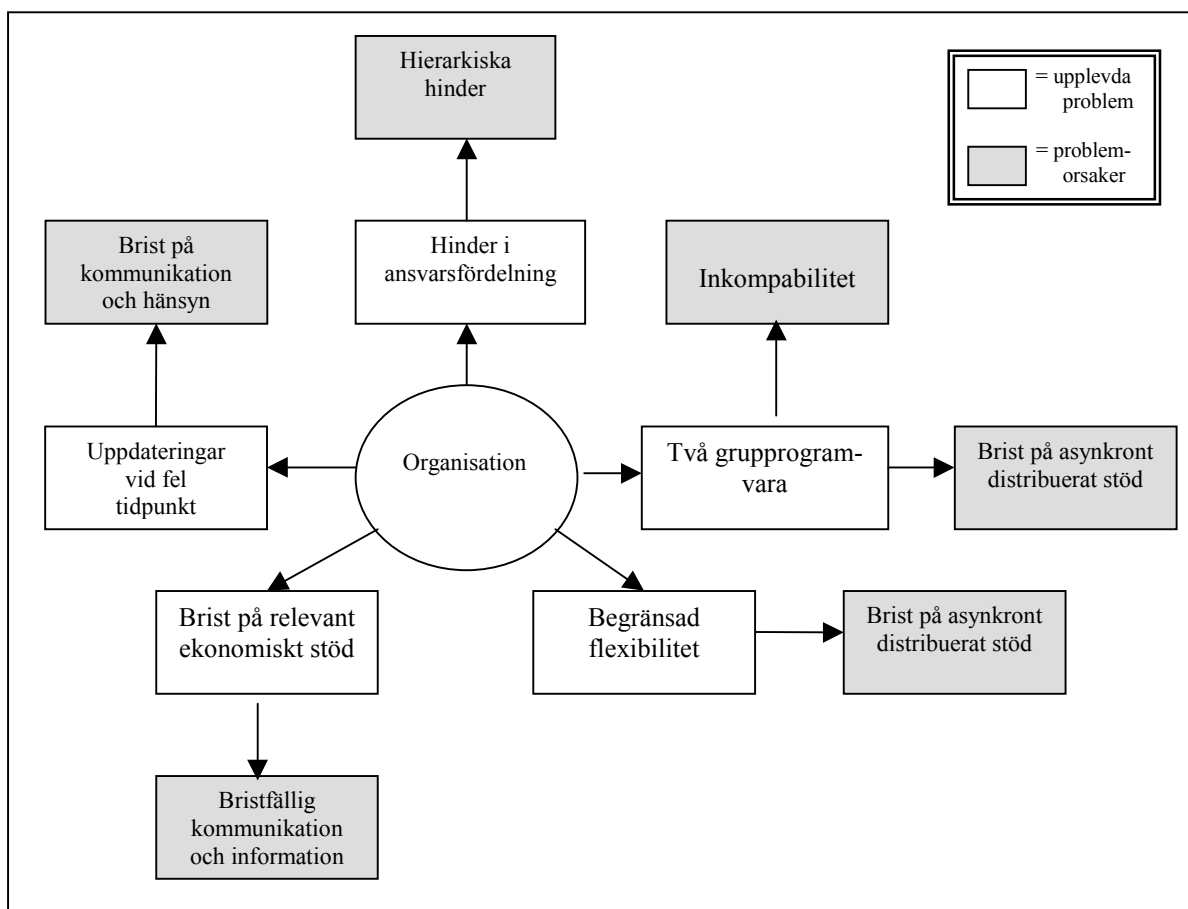 Hierarkiska
hinder
= upplevda
problem
= problem-
orsaker
Brist på
kommunikation
och hänsyn
Hinder i
ansvarsfördelning
Inkompabilitet
Uppdateringar
vid fel
tidpunkt
Organisation
Två grupprogram-
vara
Brist på asynkront
distribuerat stöd
Brist på relevant
ekonomiskt stöd
Begränsad
flexibilitet
Brist på asynkront
distribuerat stöd
Bristfällig
kommunikation
och information